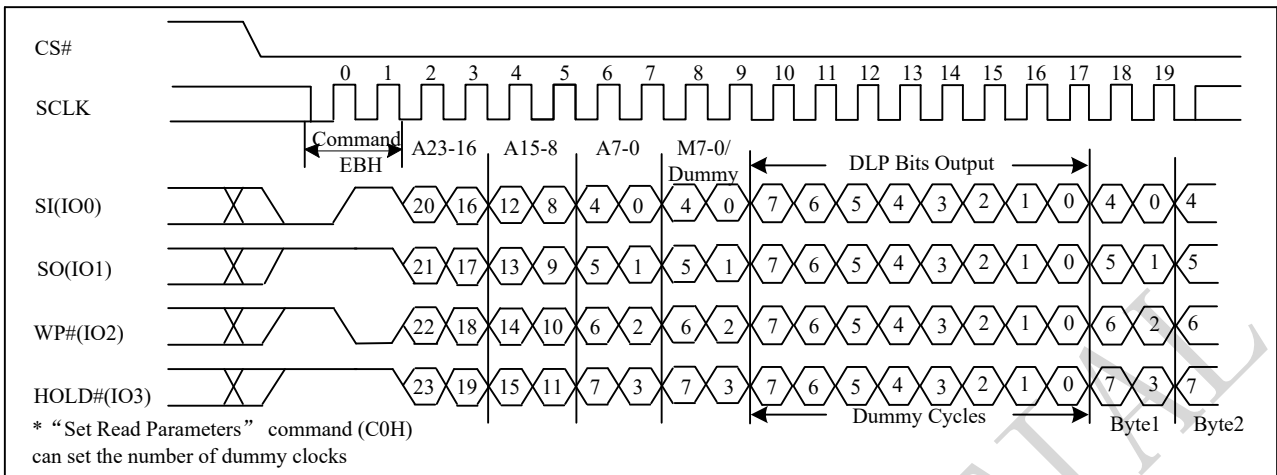 CS#
0 1 2 3 4 5 6 7 8 9 10 11 12 13 14 15 16 17 18 19
SCLK
Command
EBH
A23-16 A15-8 A7-0 M7-0/
Dummy
DLP Bits Output
SI(IO0) 20 16 12 8 4 0 4 0 7 6 5 4 3 2 1 0 4 0 4
SO(IO1) 21 17 13 9 5 1 5 1 7 6 5 4 3 2 1 0 5 1 5
WP#(IO2) 22 18 14 10 6 2 6 2 7 6 5 4 3 2 1 0 6 2 6
HOLD#(IO3) 23 19 15 11 7 3 7 3 7 6 5 4 3 2 1 0 7 3 7
Dummy Cycles Byte1 Byte2
* “Set Read Parameters” command (C0H)
can set the number of dummy clocks